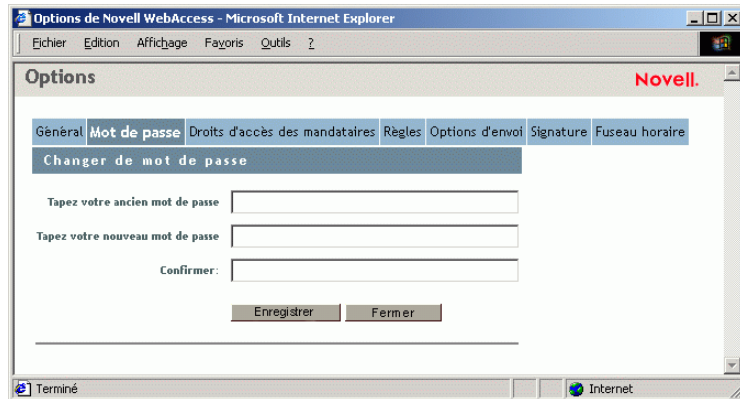 Options de Novell WebAccess - Microsoft Internet Explorer
Fichier Edition Affichage Favoris Outils ?
Options
Novell.
Général Mot de passe Droits d'accès des mandataires Règles Options d'envoi Signature Fuseau horaire
Changer de mot de passe
Tapez votre ancien mot de passe
Tapez votre nouveau mot de passe
Confirmer:
Enregistrer Fermer
Terminé Internet